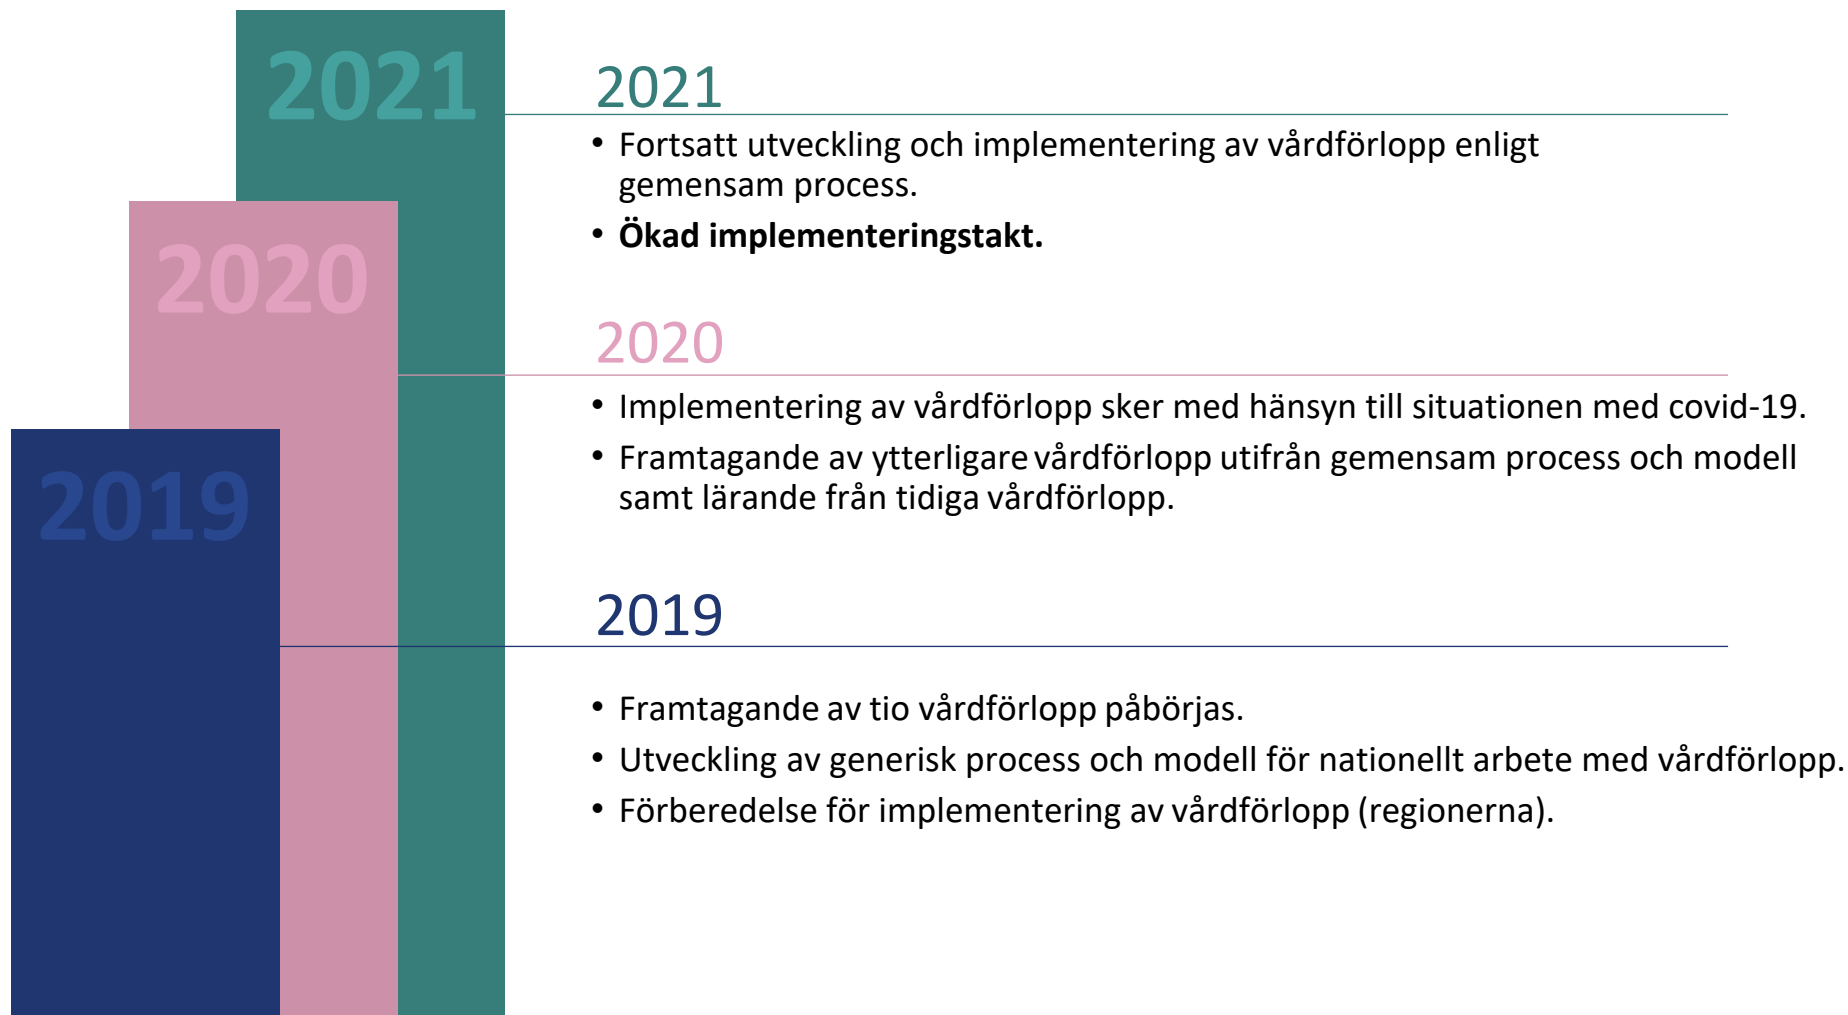 2021
2021
• Fortsatt utveckling och implementering av vårdförlopp enligt
gemensam process.
• Ökad implementeringstakt.
2020
2020
• Implementering av vårdförlopp sker med hänsyn till situationen med covid-19.
• Framtagande av ytterligare vårdförlopp utifrån gemensam process och modell
samt lärande från tidiga vårdförlopp.
2019
2019
• Framtagande av tio vårdförlopp påbörjas.
• Utveckling av generisk process och modell för nationellt arbete med vårdförlopp.
• Förberedelse för implementering av vårdförlopp (regionerna).